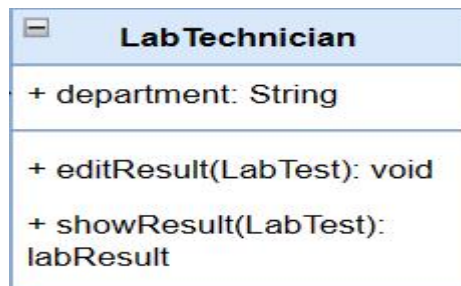 LabTechnician
+ department: String
+ editResult(LabTest): void
+ showResult(LabTest):
labResult